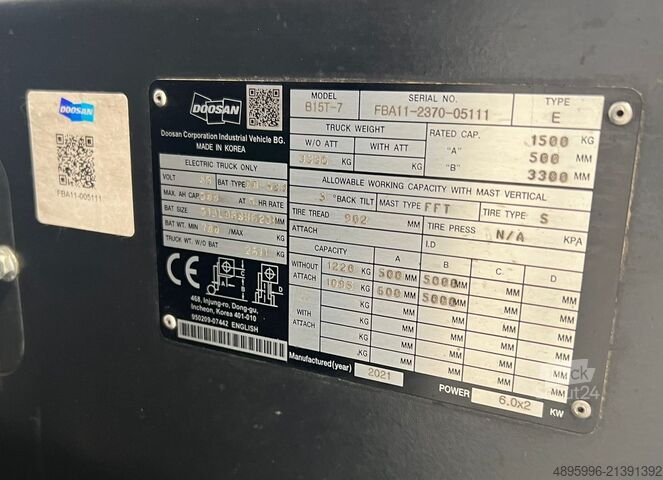 DOOSAN
FBA11-005111
DOOSAN
Doosan Corporation Industrial Vehicle BG.
MADE IN KOREA
ELECTRIC TRUCK ONLY
VOLT BAT TYPE
MAX. AH CAP AT HR RATE
BAT SIZE MM
BAT WT. MIN /MAX KG
TRUCK WT. W/O BAT KG
CE
468, Injung-ro, Dong-gu,
Incheon, Korea 401-010
950209-07442 ENGLISH
MODEL SERIAL NO. TYPE
B15T-7 FBA11-2370-05111 E
TRUCK WEIGHT
W/O ATT WITH ATT
KG KG
RATED CAP. 1500 KG
"A" 500 MM
"B" 3300 MM
ALLOWABLE WORKING CAPACITY WITH MAST VERTICAL
°BACK TILT MAST TYPE FFT TIRE TYPE S
TIRE TREAD 902 MM TIRE PRESS. N/A KPA
ATTACH I.D
CAPACITY A B C D
WITHOUT ATTACH 1220 KG 500 MM 5000 MM MM MM
1095 KG 600 MM 5000 MM MM MM
KG MM MM MM MM
WITH ATTACH KG MM MM MM MM
KG MM MM MM MM
Manufactured(year) 2021 POWER 6.0x2 KW
4895996-21391392